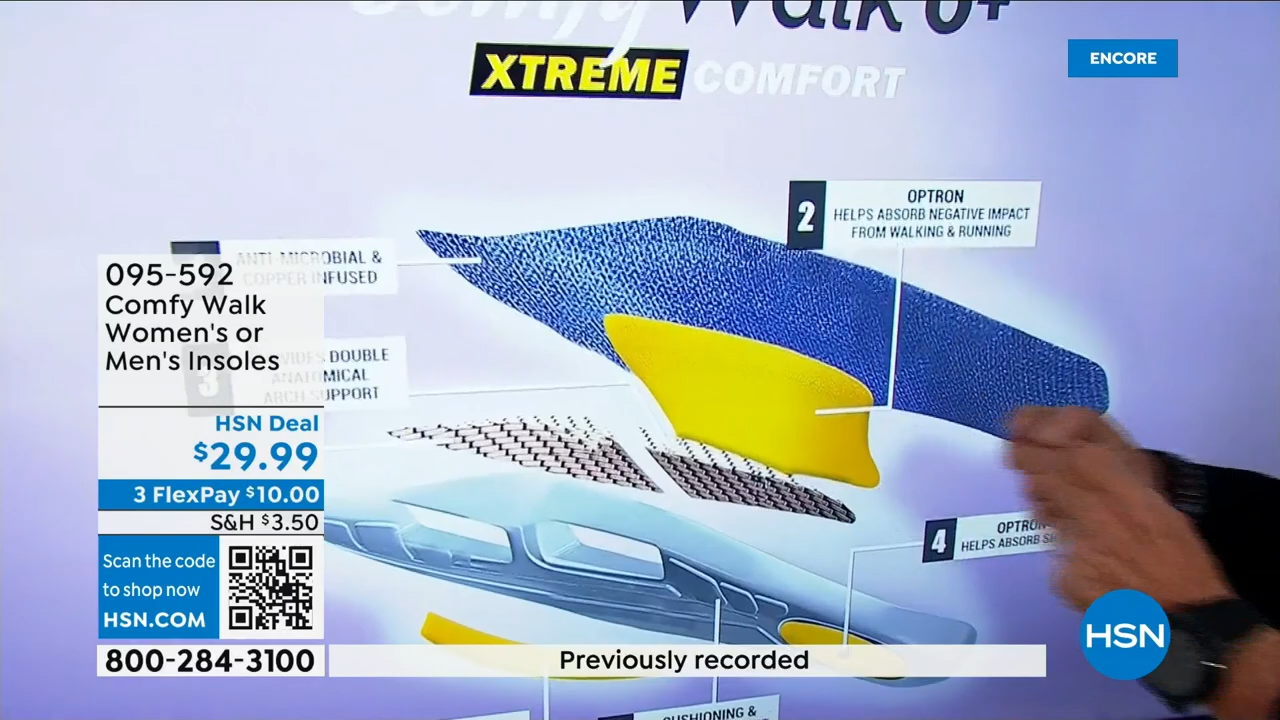 Comfy Walk 6+
XTREME COMFORT
ENCORE
2
OPTRON
HELPS ABSORB NEGATIVE IMPACT
FROM WALKING & RUNNING
ANTI-MICROBIAL &
COPPER INFUSED
095-592
Comfy Walk
Women's or
Men's Insoles
3
DOUBLE
ANATOMICAL
ARCH SUPPORT
HSN Deal
$29.99
3 FlexPay $10.00
S&H $3.50
Scan the code
to shop now
HSN.COM
800-284-3100
4
OPTRON
HELPS ABSORB
HSN
Previously recorded
CUSHIONING &